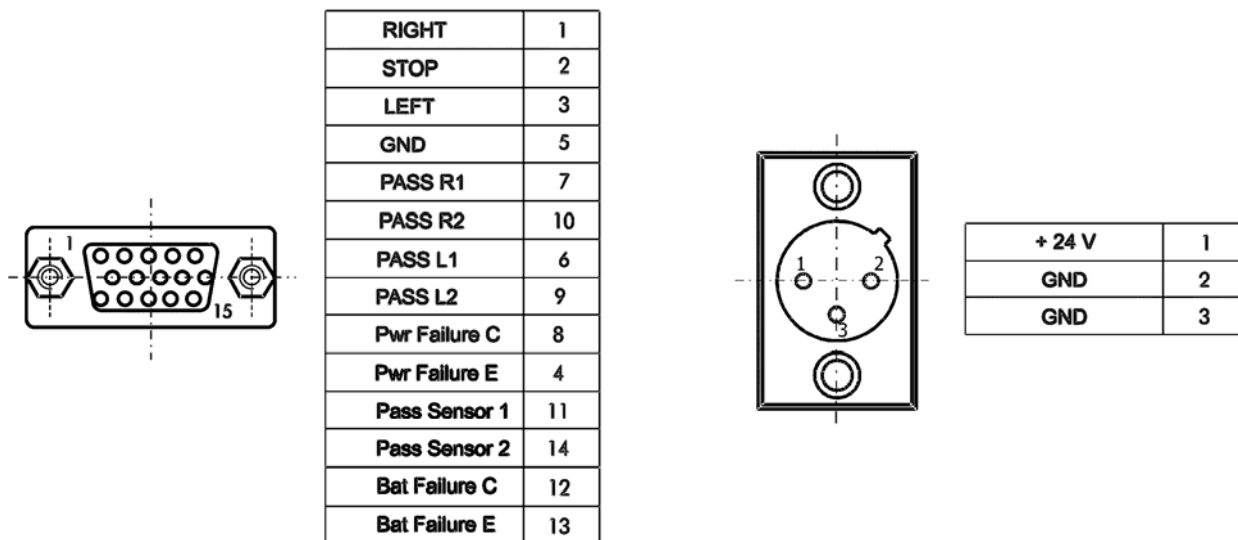 1
15
RIGHT 1
STOP 2
LEFT 3
GND 5
PASS R1 7
PASS R2 10
PASS L1 6
PASS L2 9
Pwr Failure C 8
Pwr Failure E 4
Pass Sensor 1 11
Pass Sensor 2 14
Bat Failure C 12
Bat Failure E 13
1 2
3
+ 24 V 1
GND 2
GND 3